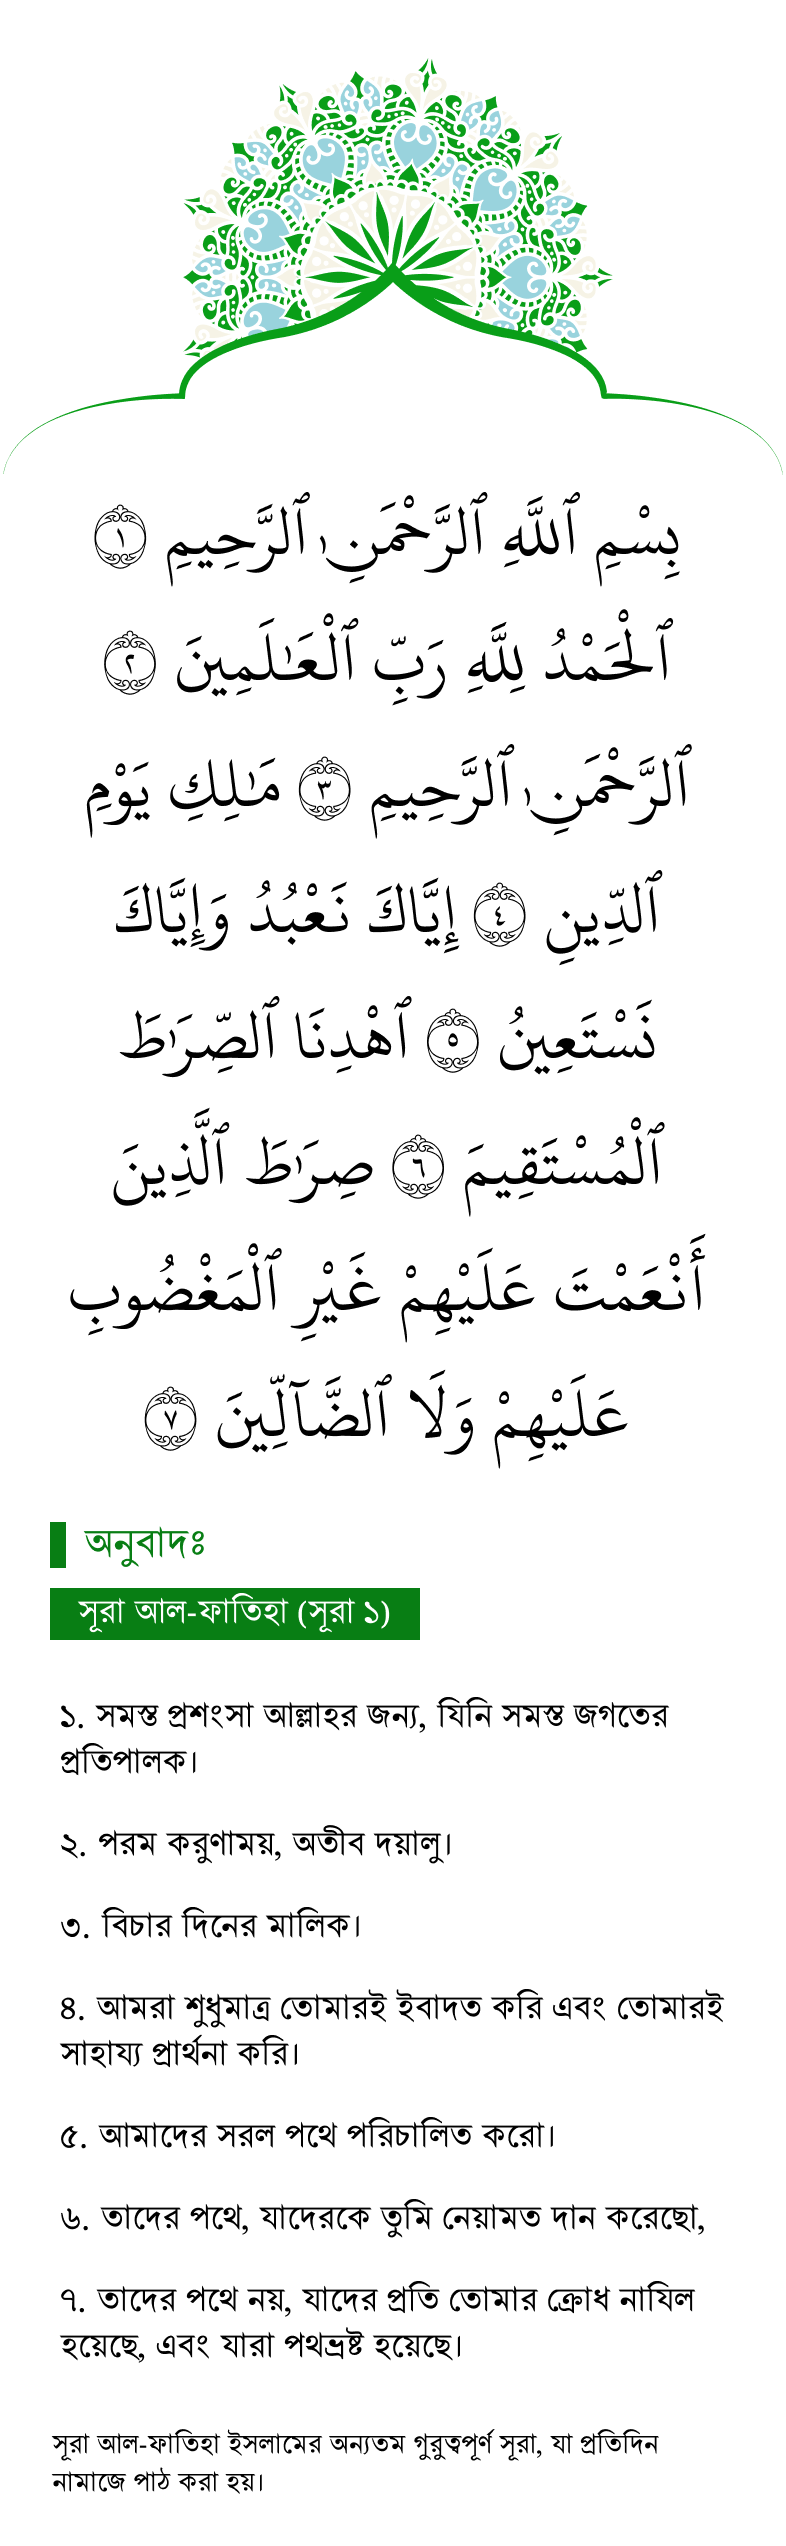 بِسْمِ ٱللَّهِ ٱلرَّحْمَـٰنِ ٱلرَّحِيمِ ١
ٱلْحَمْدُ لِلَّهِ رَبِّ ٱلْعَـٰلَمِينَ ٢
ٱلرَّحْمَـٰنِ ٱلرَّحِيمِ ٣ مَـٰلِكِ يَوْمِ
ٱلدِّينِ ٤ إِيَّاكَ نَعْبُدُ وَإِيَّاكَ
نَسْتَعِينُ ٥ ٱهْدِنَا ٱلصِّرَٰطَ
ٱلْمُسْتَقِيمَ ٦ صِرَٰطَ ٱلَّذِينَ
أَنْعَمْتَ عَلَيْهِمْ غَيْرِ ٱلْمَغْضُوبِ
عَلَيْهِمْ وَلَا ٱلضَّآلِّينَ ٧
অনুবাদঃ
সূরা আল-ফাতিহা (সূরা ১)
১. সমস্ত প্রশংসা আল্লাহর জন্য, যিনি সমস্ত জগতের
প্রতিপালক।
২. পরম করুণাময়, অতীব দয়ালু।
৩. বিচার দিনের মালিক।
৪. আমরা শুধুমাত্র তোমারই ইবাদত করি এবং তোমারই
সাহায্য প্রার্থনা করি।
৫. আমাদের সরল পথে পরিচালিত করো।
৬. তাদের পথে, যাদেরকে তুমি নেয়ামত দান করেছো,
৭. তাদের পথে নয়, যাদের প্রতি তোমার ক্রোধ নাযিল
হয়েছে, এবং যারা পথভ্রষ্ট হয়েছে।
সূরা আল-ফাতিহা ইসলামের অন্যতম গুরুত্বপূর্ণ সূরা, যা প্রতিদিন
নামাজে পাঠ করা হয়।